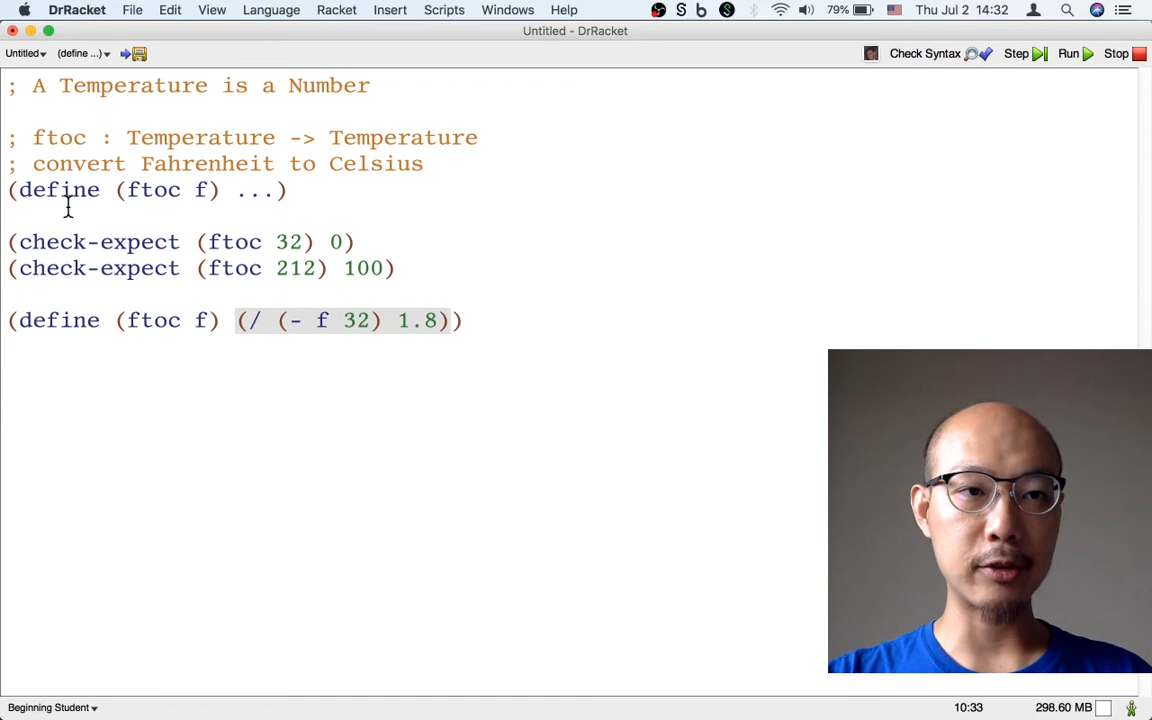 DrRacket File Edit View Language Racket Insert Scripts Windows Help 79% Thu Jul 2 14:32
Untitled - DrRacket
Untitled (define ...) Check Syntax Step Run Stop
; A Temperature is a Number
; ftoc : Temperature -> Temperature
; convert Fahrenheit to Celsius
(define (ftoc f) ...)
(check-expect (ftoc 32) 0)
(check-expect (ftoc 212) 100)
(define (ftoc f) (/ (- f 32) 1.8))
Beginning Student 10:33 298.60 MB